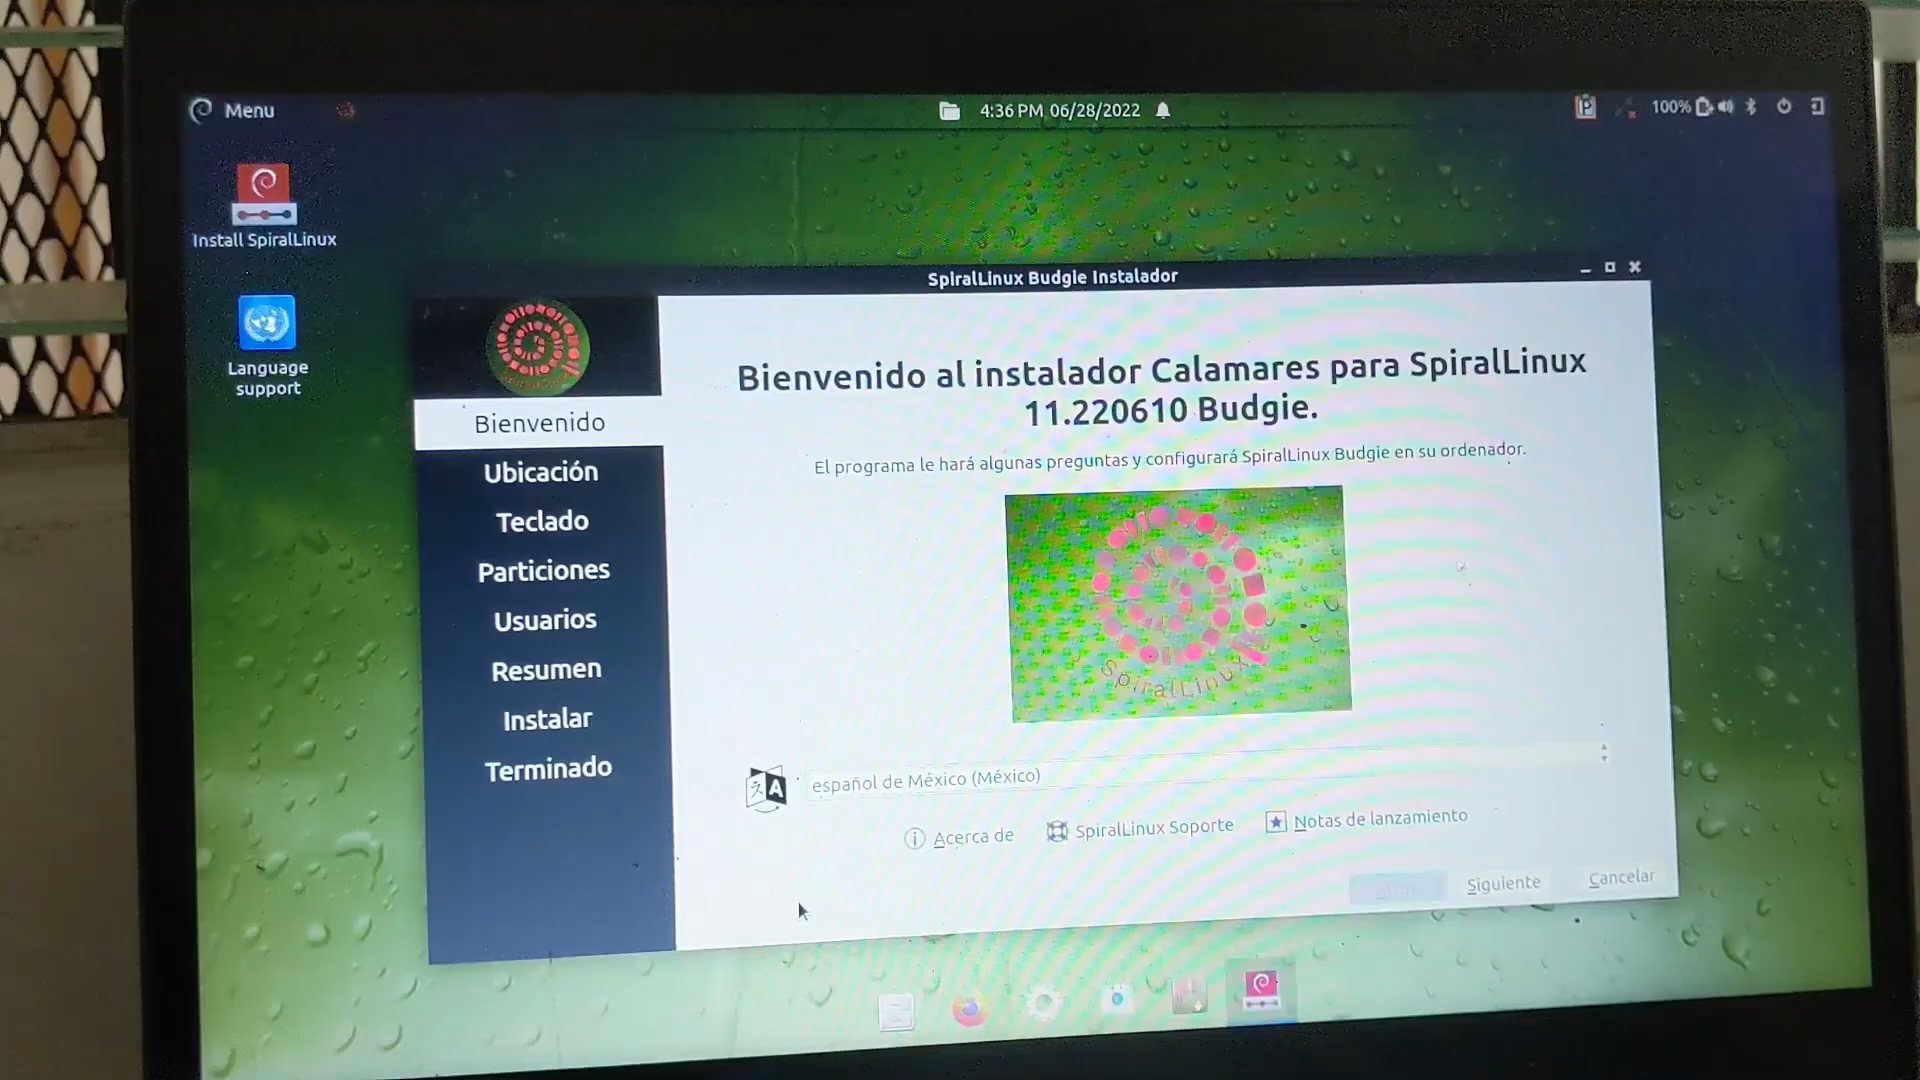 Menu
4:36 PM 06/28/2022
100%
Install SpiralLinux
Language
support
SpiralLinux Budgie Instalador
Bienvenido
Ubicación
Teclado
Particiones
Usuarios
Resumen
Instalar
Terminado
Bienvenido al instalador Calamares para SpiralLinux
11.220610 Budgie.
El programa le hará algunas preguntas y configurará SpiralLinux Budgie en su ordenador.
SpiralLinux
español de México (México)
Acerca de
SpiralLinux Soporte
Notas de lanzamiento
Siguiente
Cancelar